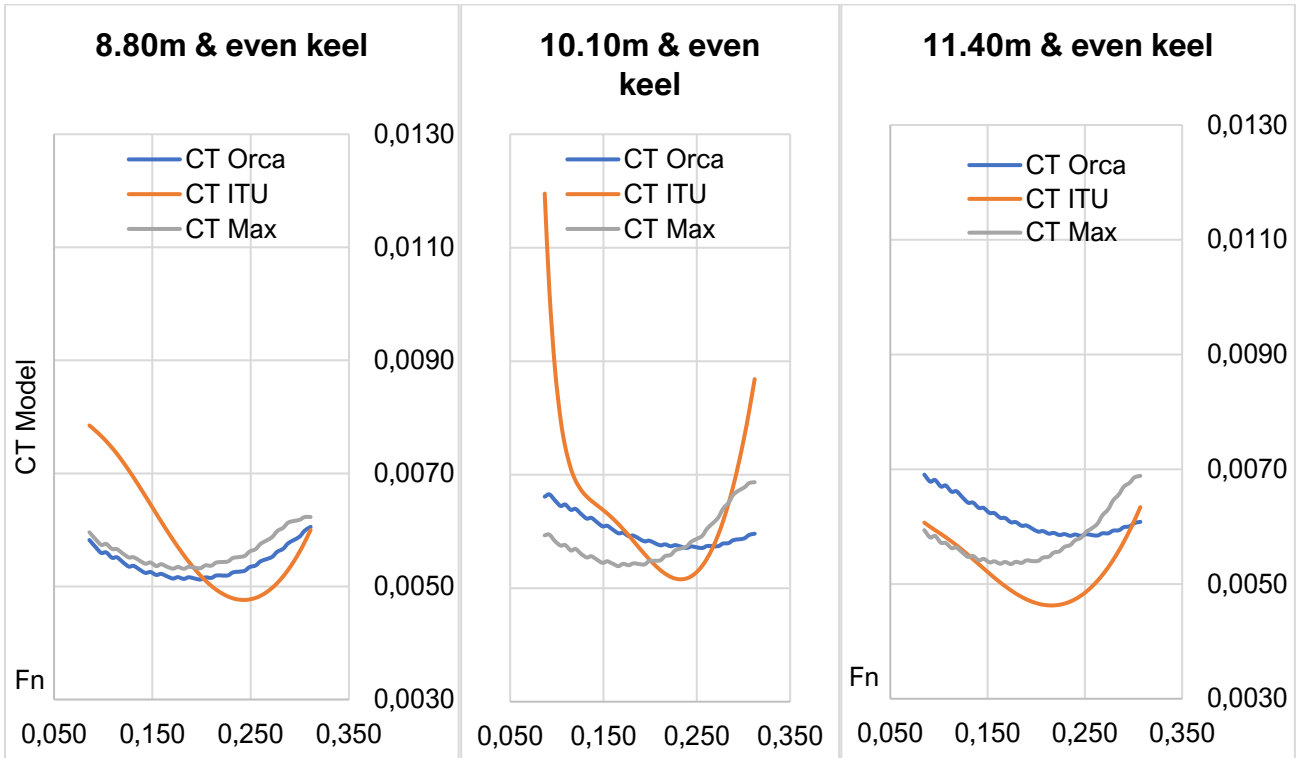 8.80m & even keel
CT Orca
CT ITU
CT Max
CT Model
Fn
0,0130
0,0110
0,0090
0,0070
0,0050
0,0030
0,050 0,150 0,250 0,350
10.10m & even
keel
CT Orca
CT ITU
CT Max
0,050 0,150 0,250 0,350
11.40m & even keel
CT Orca
CT ITU
CT Max
Fn
0,0130
0,0110
0,0090
0,0070
0,0050
0,0030
0,050 0,150 0,250 0,350